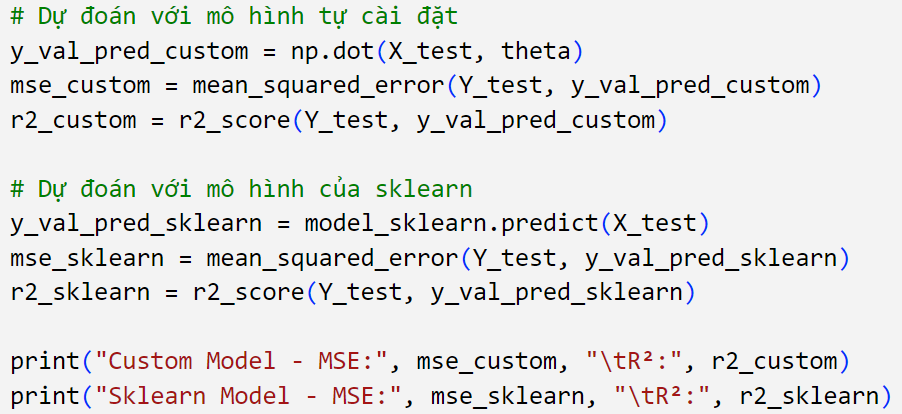 # Dự đoán với mô hình tự cài đặt
y_val_pred_custom = np.dot(X_test, theta)
mse_custom = mean_squared_error(Y_test, y_val_pred_custom)
r2_custom = r2_score(Y_test, y_val_pred_custom)

# Dự đoán với mô hình của sklearn
y_val_pred_sklearn = model_sklearn.predict(X_test)
mse_sklearn = mean_squared_error(Y_test, y_val_pred_sklearn)
r2_sklearn = r2_score(Y_test, y_val_pred_sklearn)

print("Custom Model - MSE:", mse_custom, "\tR²:", r2_custom)
print("Sklearn Model - MSE:", mse_sklearn, "\tR²:", r2_sklearn)